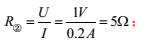 R② = U/I = 1V/0.2A = 5Ω；